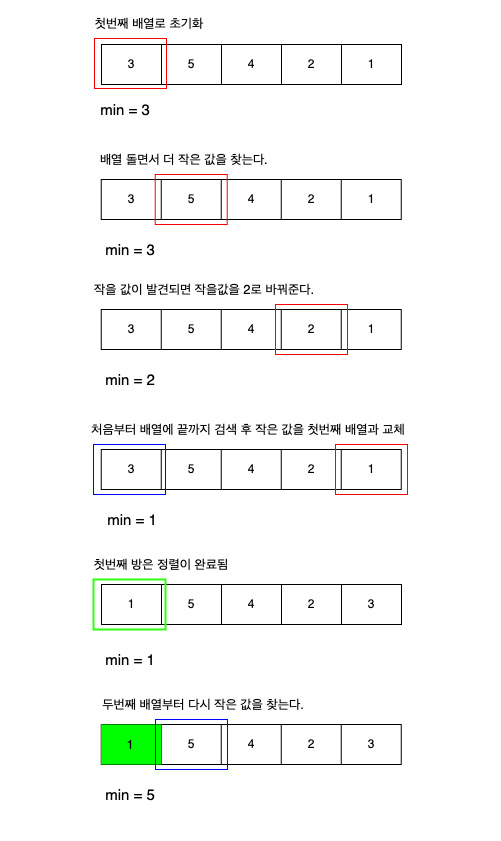 첫번째 배열로 초기화
3 5 4 2 1
min = 3
배열 돌면서 더 작은 값을 찾는다.
3 5 4 2 1
min = 3
작을 값이 발견되면 작을값을 2로 바꿔준다.
3 5 4 2 1
min = 2
처음부터 배열에 끝까지 검색 후 작은 값을 첫번째 배열과 교체
3 5 4 2 1
min = 1
첫번째 방은 정렬이 완료됨
1 5 4 2 3
min = 1
두번째 배열부터 다시 작은 값을 찾는다.
1 5 4 2 3
min = 5